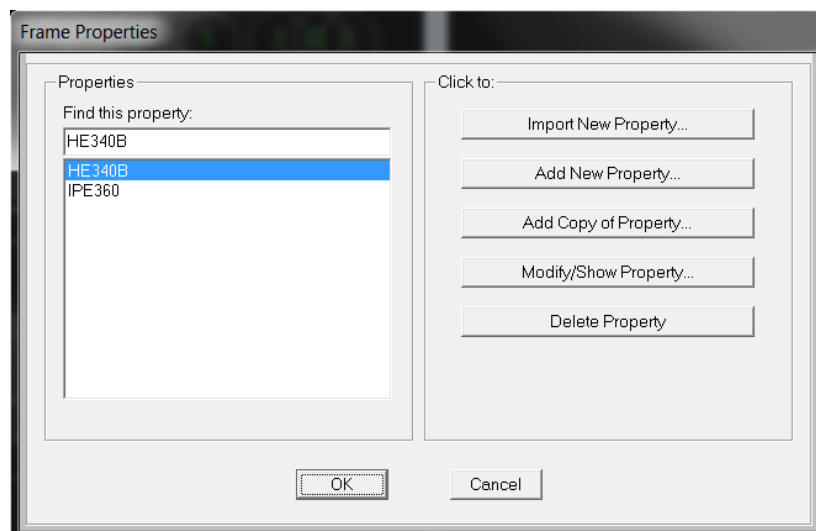 Frame Properties
Properties
Find this property:
HE340B
HE340B
IPE360
Click to:
Import New Property...
Add New Property...
Add Copy of Property...
Modify/Show Property...
Delete Property
OK
Cancel